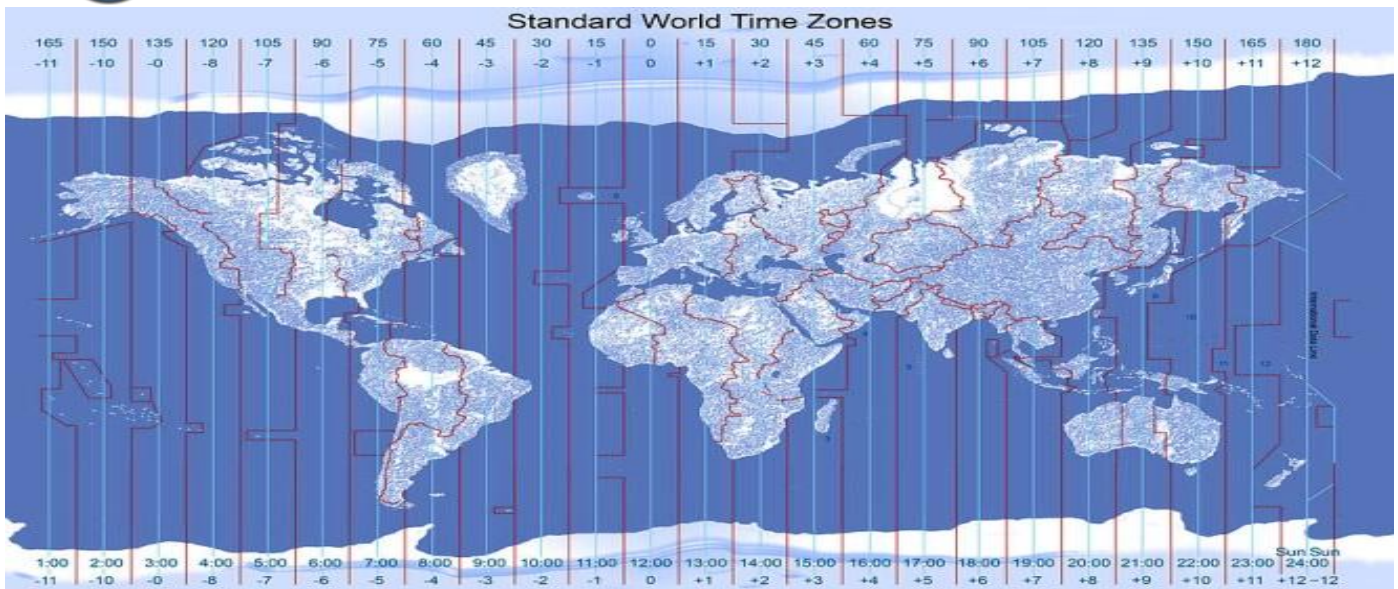 Standard World Time Zones
165 150 135 120 105 90 75 60 45 30 15 0 15 30 45 60 75 90 105 120 135 150 165 180
-11 -10 -0 -8 -7 -6 -5 -4 -3 -2 -1 0 +1 +2 +3 +4 +5 +6 +7 +8 +9 +10 +11 +12
International Date Line
10
11 12
Sun Sun
1:00 2:00 3:00 4:00 5:00 6:00 7:00 8:00 9:00 10:00 11:00 12:00 13:00 14:00 15:00 16:00 17:00 18:00 19:00 20:00 21:00 22:00 23:00 24:00
-11 -10 -0 -8 -7 -6 -5 -4 -3 -2 -1 0 +1 +2 +3 +4 +5 +6 +7 +8 +9 +10 +11 +12 -12